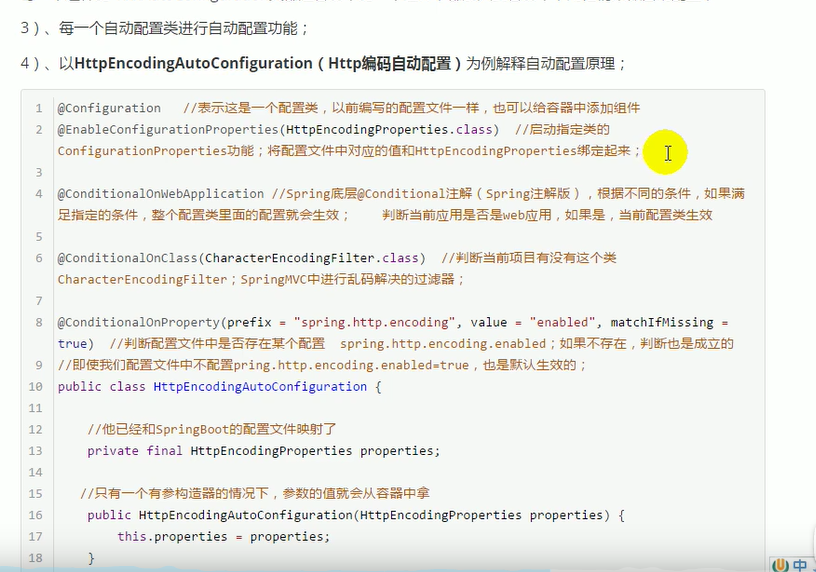 3）、每一个自动配置类进行自动配置功能；
4）、以HttpEncodingAutoConfiguration（Http编码自动配置）为例解释自动配置原理；
1 @Configuration   //表示这是一个配置类，以前编写的配置文件一样，也可以给容器中添加组件
2 @EnableConfigurationProperties(HttpEncodingProperties.class)  //启动指定类的
ConfigurationProperties功能；将配置文件中对应的值和HttpEncodingProperties绑定起来；
3
4 @ConditionalOnWebApplication //Spring底层@Conditional注解（Spring注解版），根据不同的条件，如果满
足指定的条件，整个配置类里面的配置就会生效；    判断当前应用是否是web应用，如果是，当前配置类生效
5
6 @ConditionalOnClass(CharacterEncodingFilter.class)  //判断当前项目有没有这个类
CharacterEncodingFilter；SpringMVC中进行乱码解决的过滤器；
7
8 @ConditionalOnProperty(prefix = "spring.http.encoding", value = "enabled", matchIfMissing =
true)  //判断配置文件中是否存在某个配置  spring.http.encoding.enabled；如果不存在，判断也是成立的
9 //即使我们配置文件中不配置pring.http.encoding.enabled=true，也是默认生效的；
10 public class HttpEncodingAutoConfiguration {
11
12     //他已经和SpringBoot的配置文件映射了
13     private final HttpEncodingProperties properties;
14
15    //只有一个有参构造器的情况下，参数的值就会从容器中拿
16     public HttpEncodingAutoConfiguration(HttpEncodingProperties properties) {
17         this.properties = properties;
18     }
中